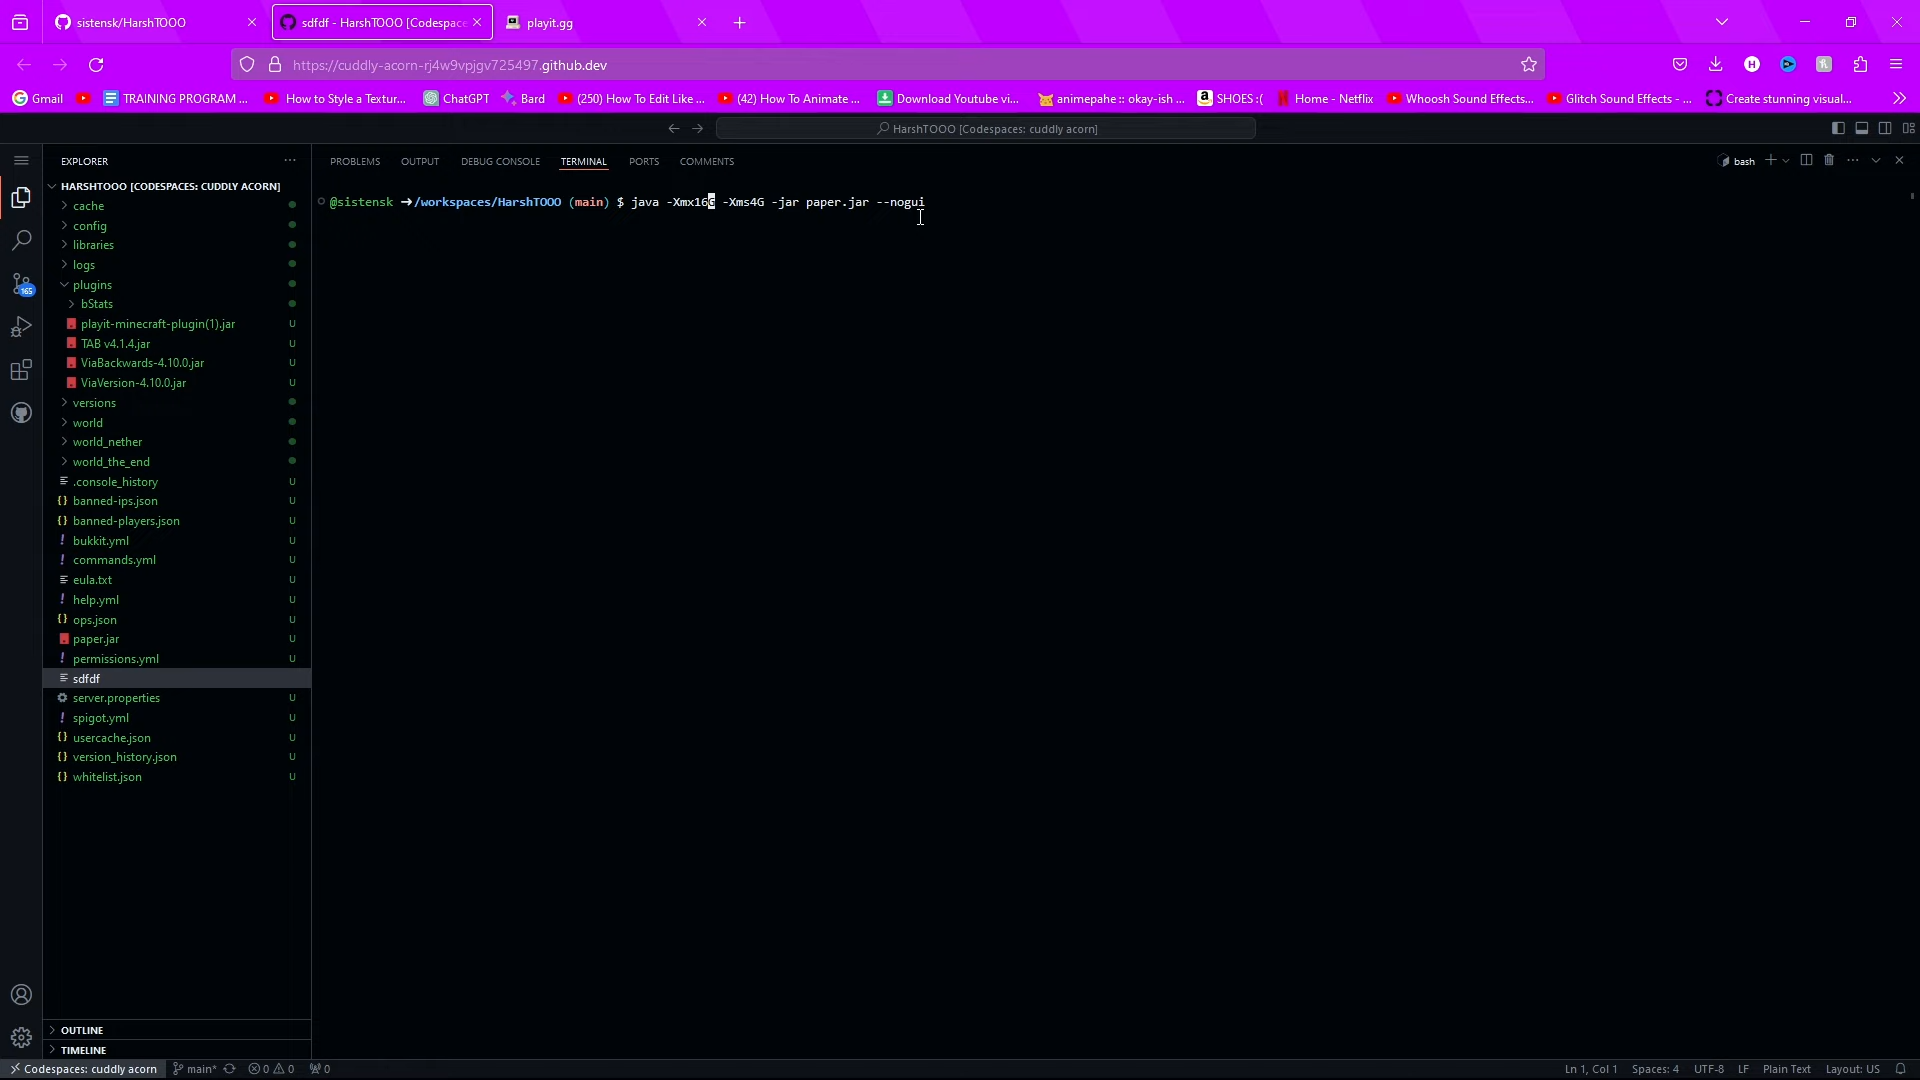 sistensk/HarshTOOO
sdfdf - HarshTOOO [Codespace
playit.gg
https://cuddly-acorn-rj4w9vpjgv725497.github.dev
Gmail
TRAINING PROGRAM ...
How to Style a Textur...
ChatGPT
Bard
(250) How To Edit Like ...
(42) How To Animate ...
Download Youtube vi...
animepahe :: okay-ish ...
SHOES :(
Home - Netflix
Whoosh Sound Effects...
Glitch Sound Effects - ...
Create stunning visual...
HarshTOOO [Codespaces: cuddly acorn]
EXPLORER
PROBLEMS OUTPUT DEBUG CONSOLE TERMINAL PORTS COMMENTS
bash
HARSHTOOO [CODESPACES: CUDDLY ACORN]
@sistensk ➜/workspaces/HarshTOOO (main) $ java -Xmx16G -Xms4G -jar paper.jar --nogui
cache
config
libraries
logs
plugins
bStats
playit-minecraft-plugin(1).jar U
TAB v4.1.4.jar U
ViaBackwards-4.10.0.jar U
ViaVersion-4.10.0.jar U
versions
world
world_nether
world_the_end
.console_history U
banned-ips.json U
banned-players.json U
bukkit.yml U
commands.yml U
eula.txt U
help.yml U
ops.json U
paper.jar U
permissions.yml U
sdfdf
server.properties U
spigot.yml U
usercache.json U
version_history.json U
whitelist.json U
165
OUTLINE
TIMELINE
Codespaces: cuddly acorn main* 0 0 0 Ln 1, Col 1 Spaces: 4 UTF-8 LF Plain Text Layout: US